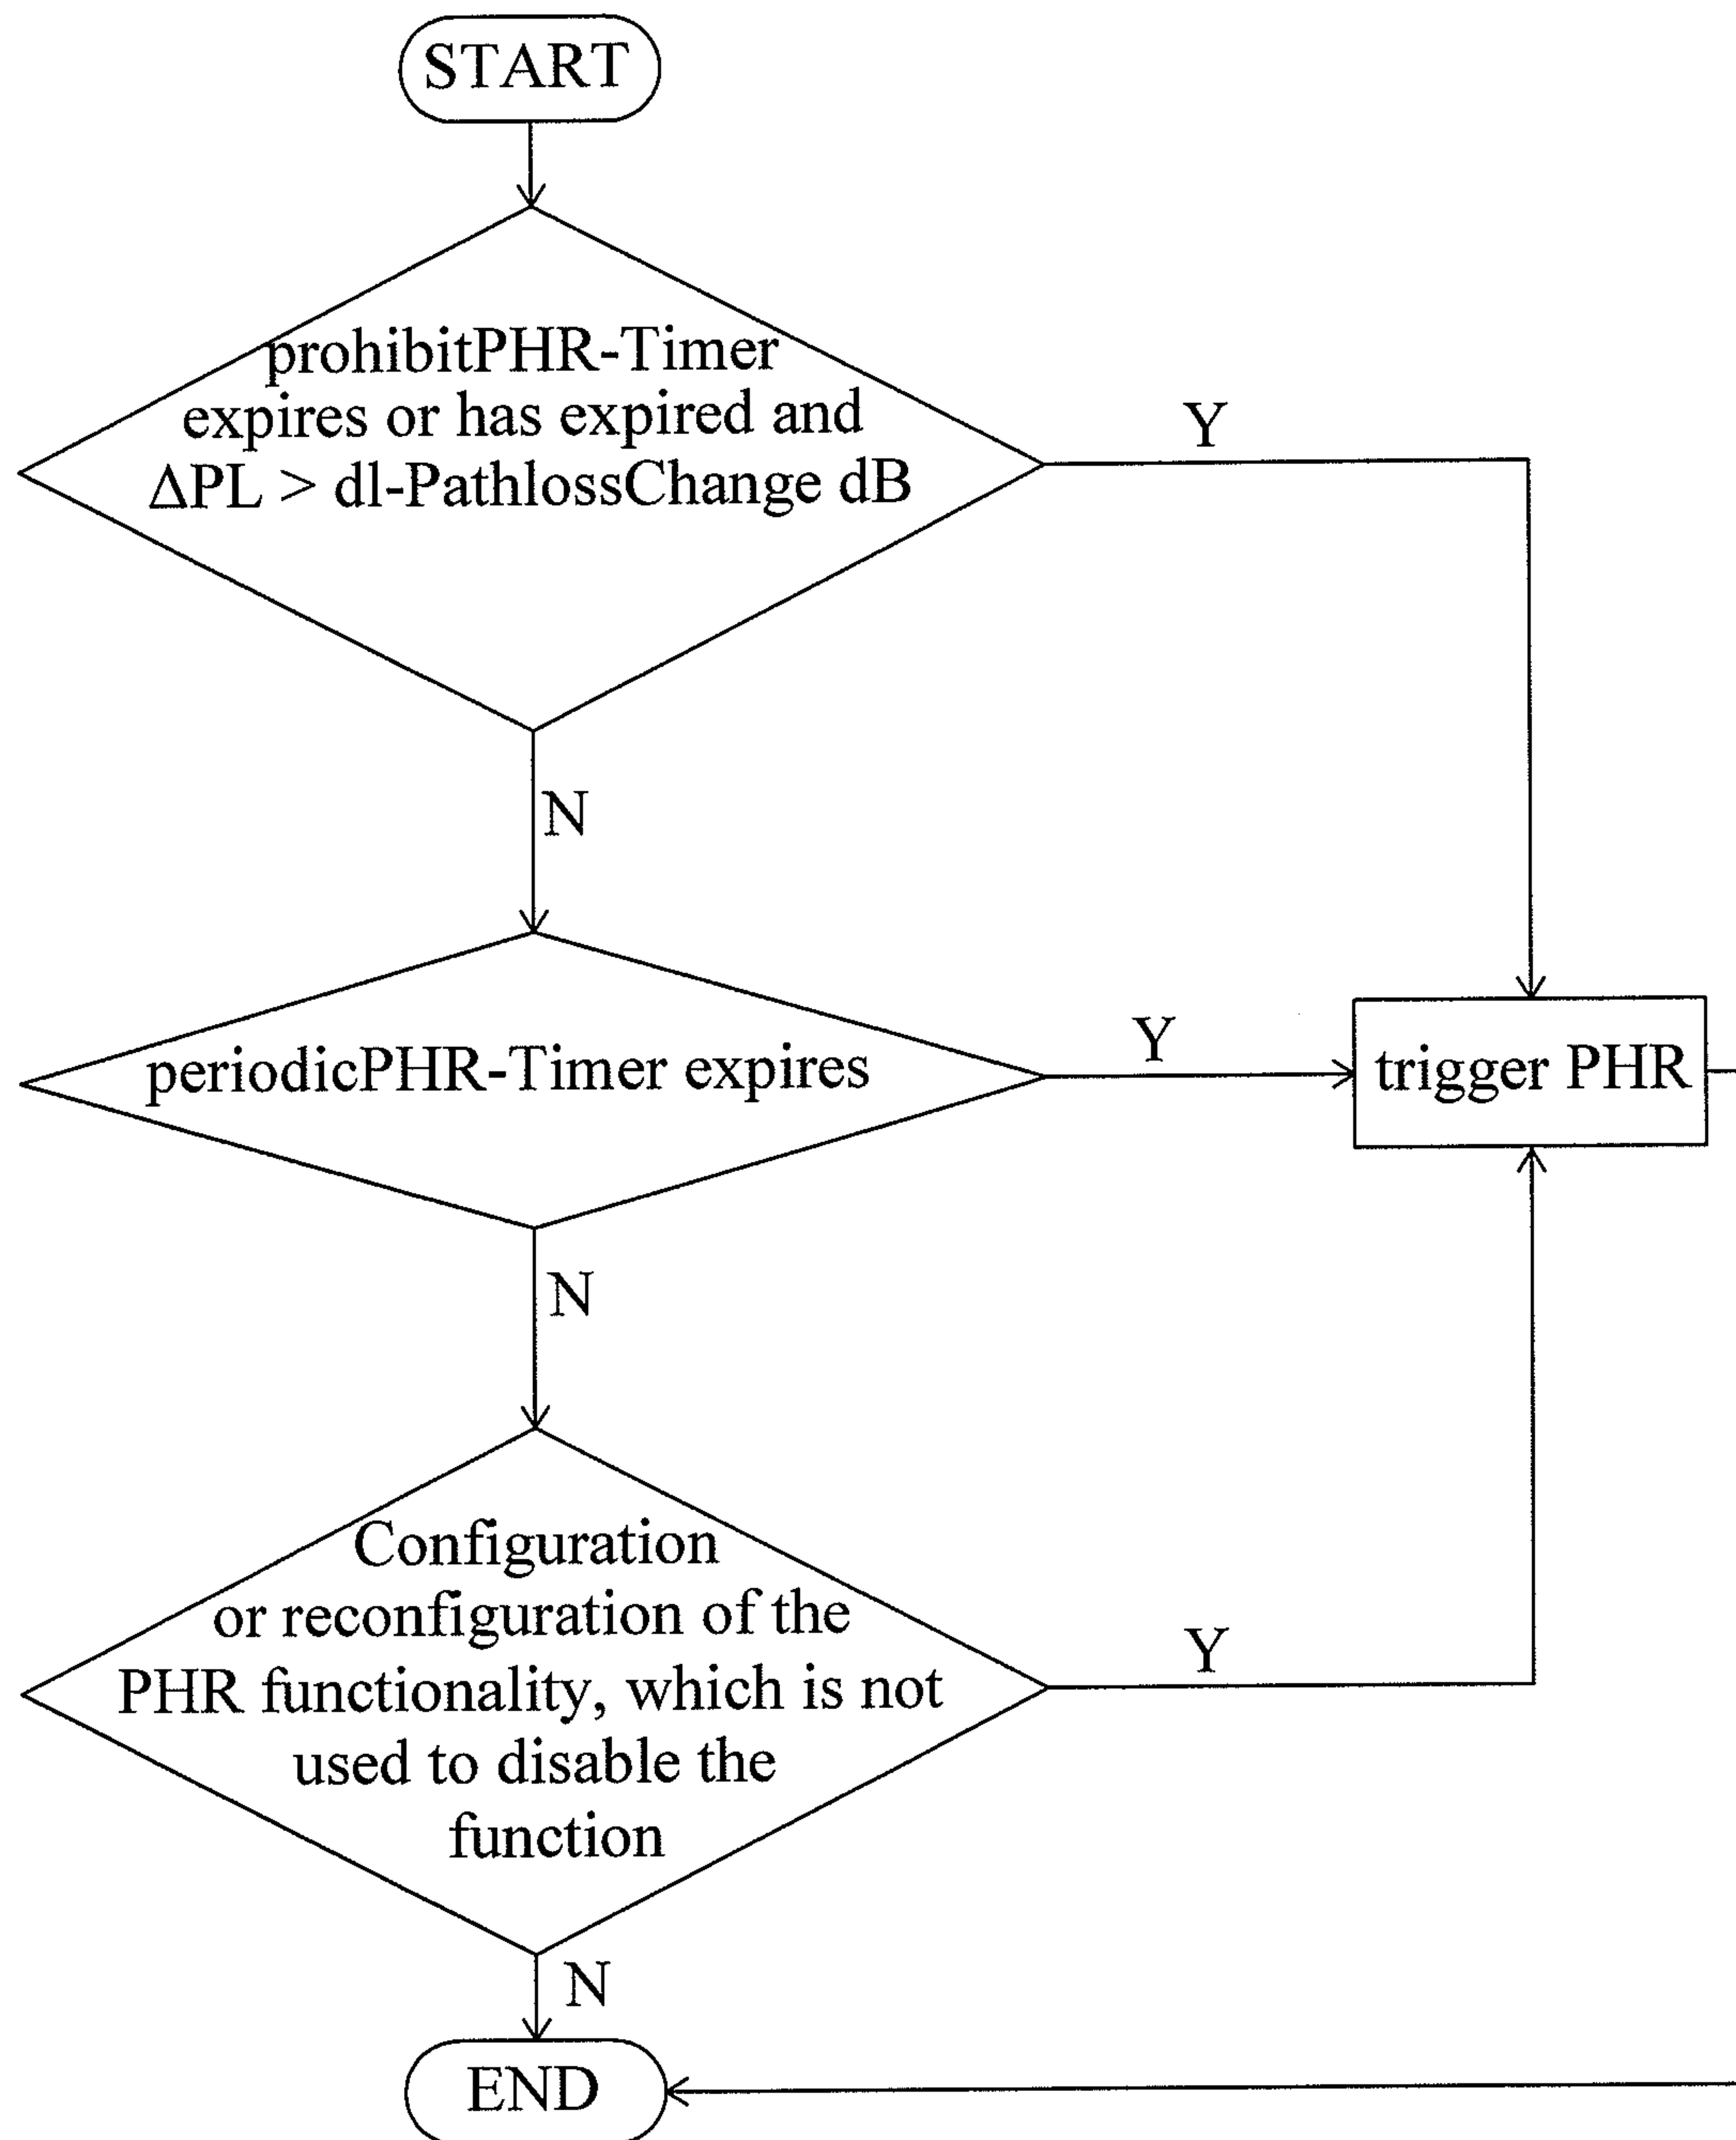 START
prohibitPHR-Timer
expires or has expired and
ΔPL > dl-PathlossChange dB
Y
N
periodicPHR-Timer expires
Y
trigger PHR
N
Configuration
or reconfiguration of the
PHR functionality, which is not
used to disable the
function
Y
N
END